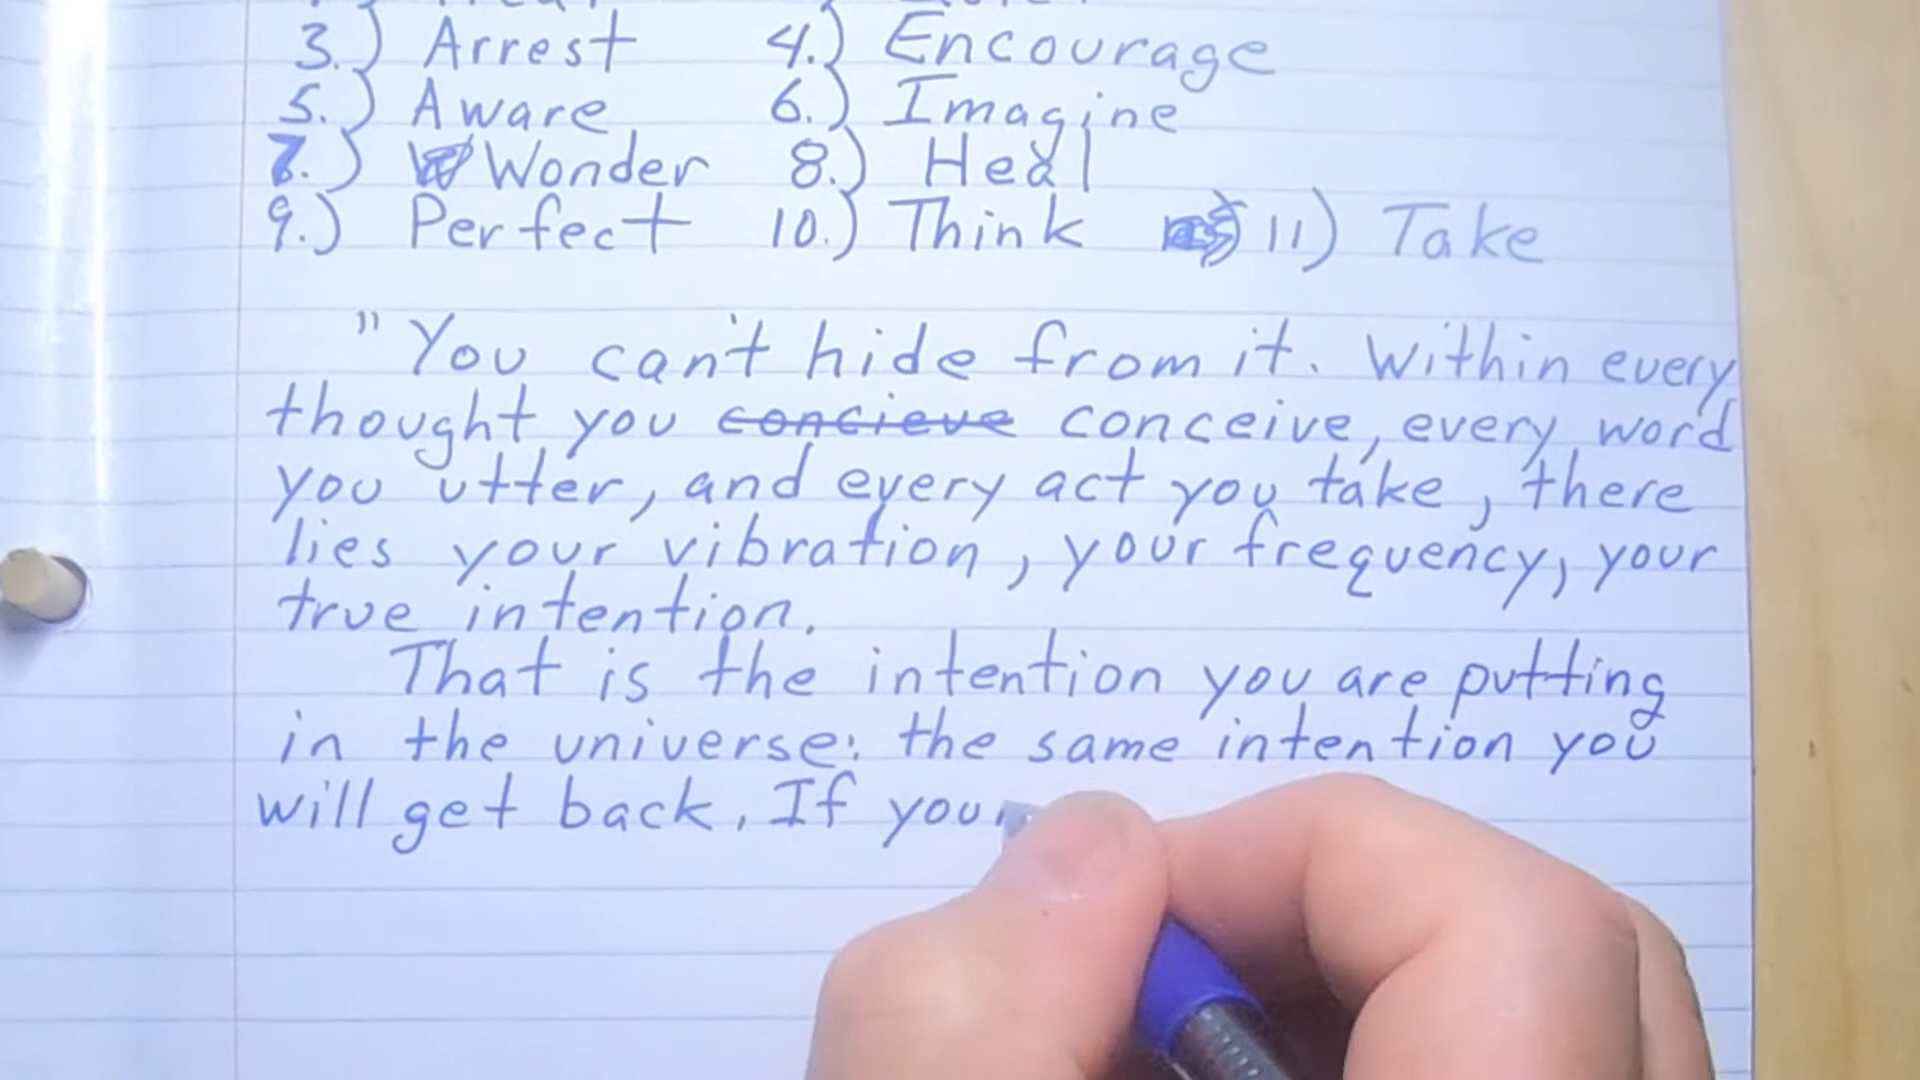 3.) Arrest 4.) Encourage
5.) Aware 6.) Imagine
7.) Wonder 8.) Heal
9.) Perfect 10.) Think 11) Take
"You can't hide from it. Within every
thought you concieve conceive, every word
you utter, and every act you take, there
lies your vibration, your frequency, your
true intention.
That is the intention you are putting
in the universe: the same intention you
will get back. If your